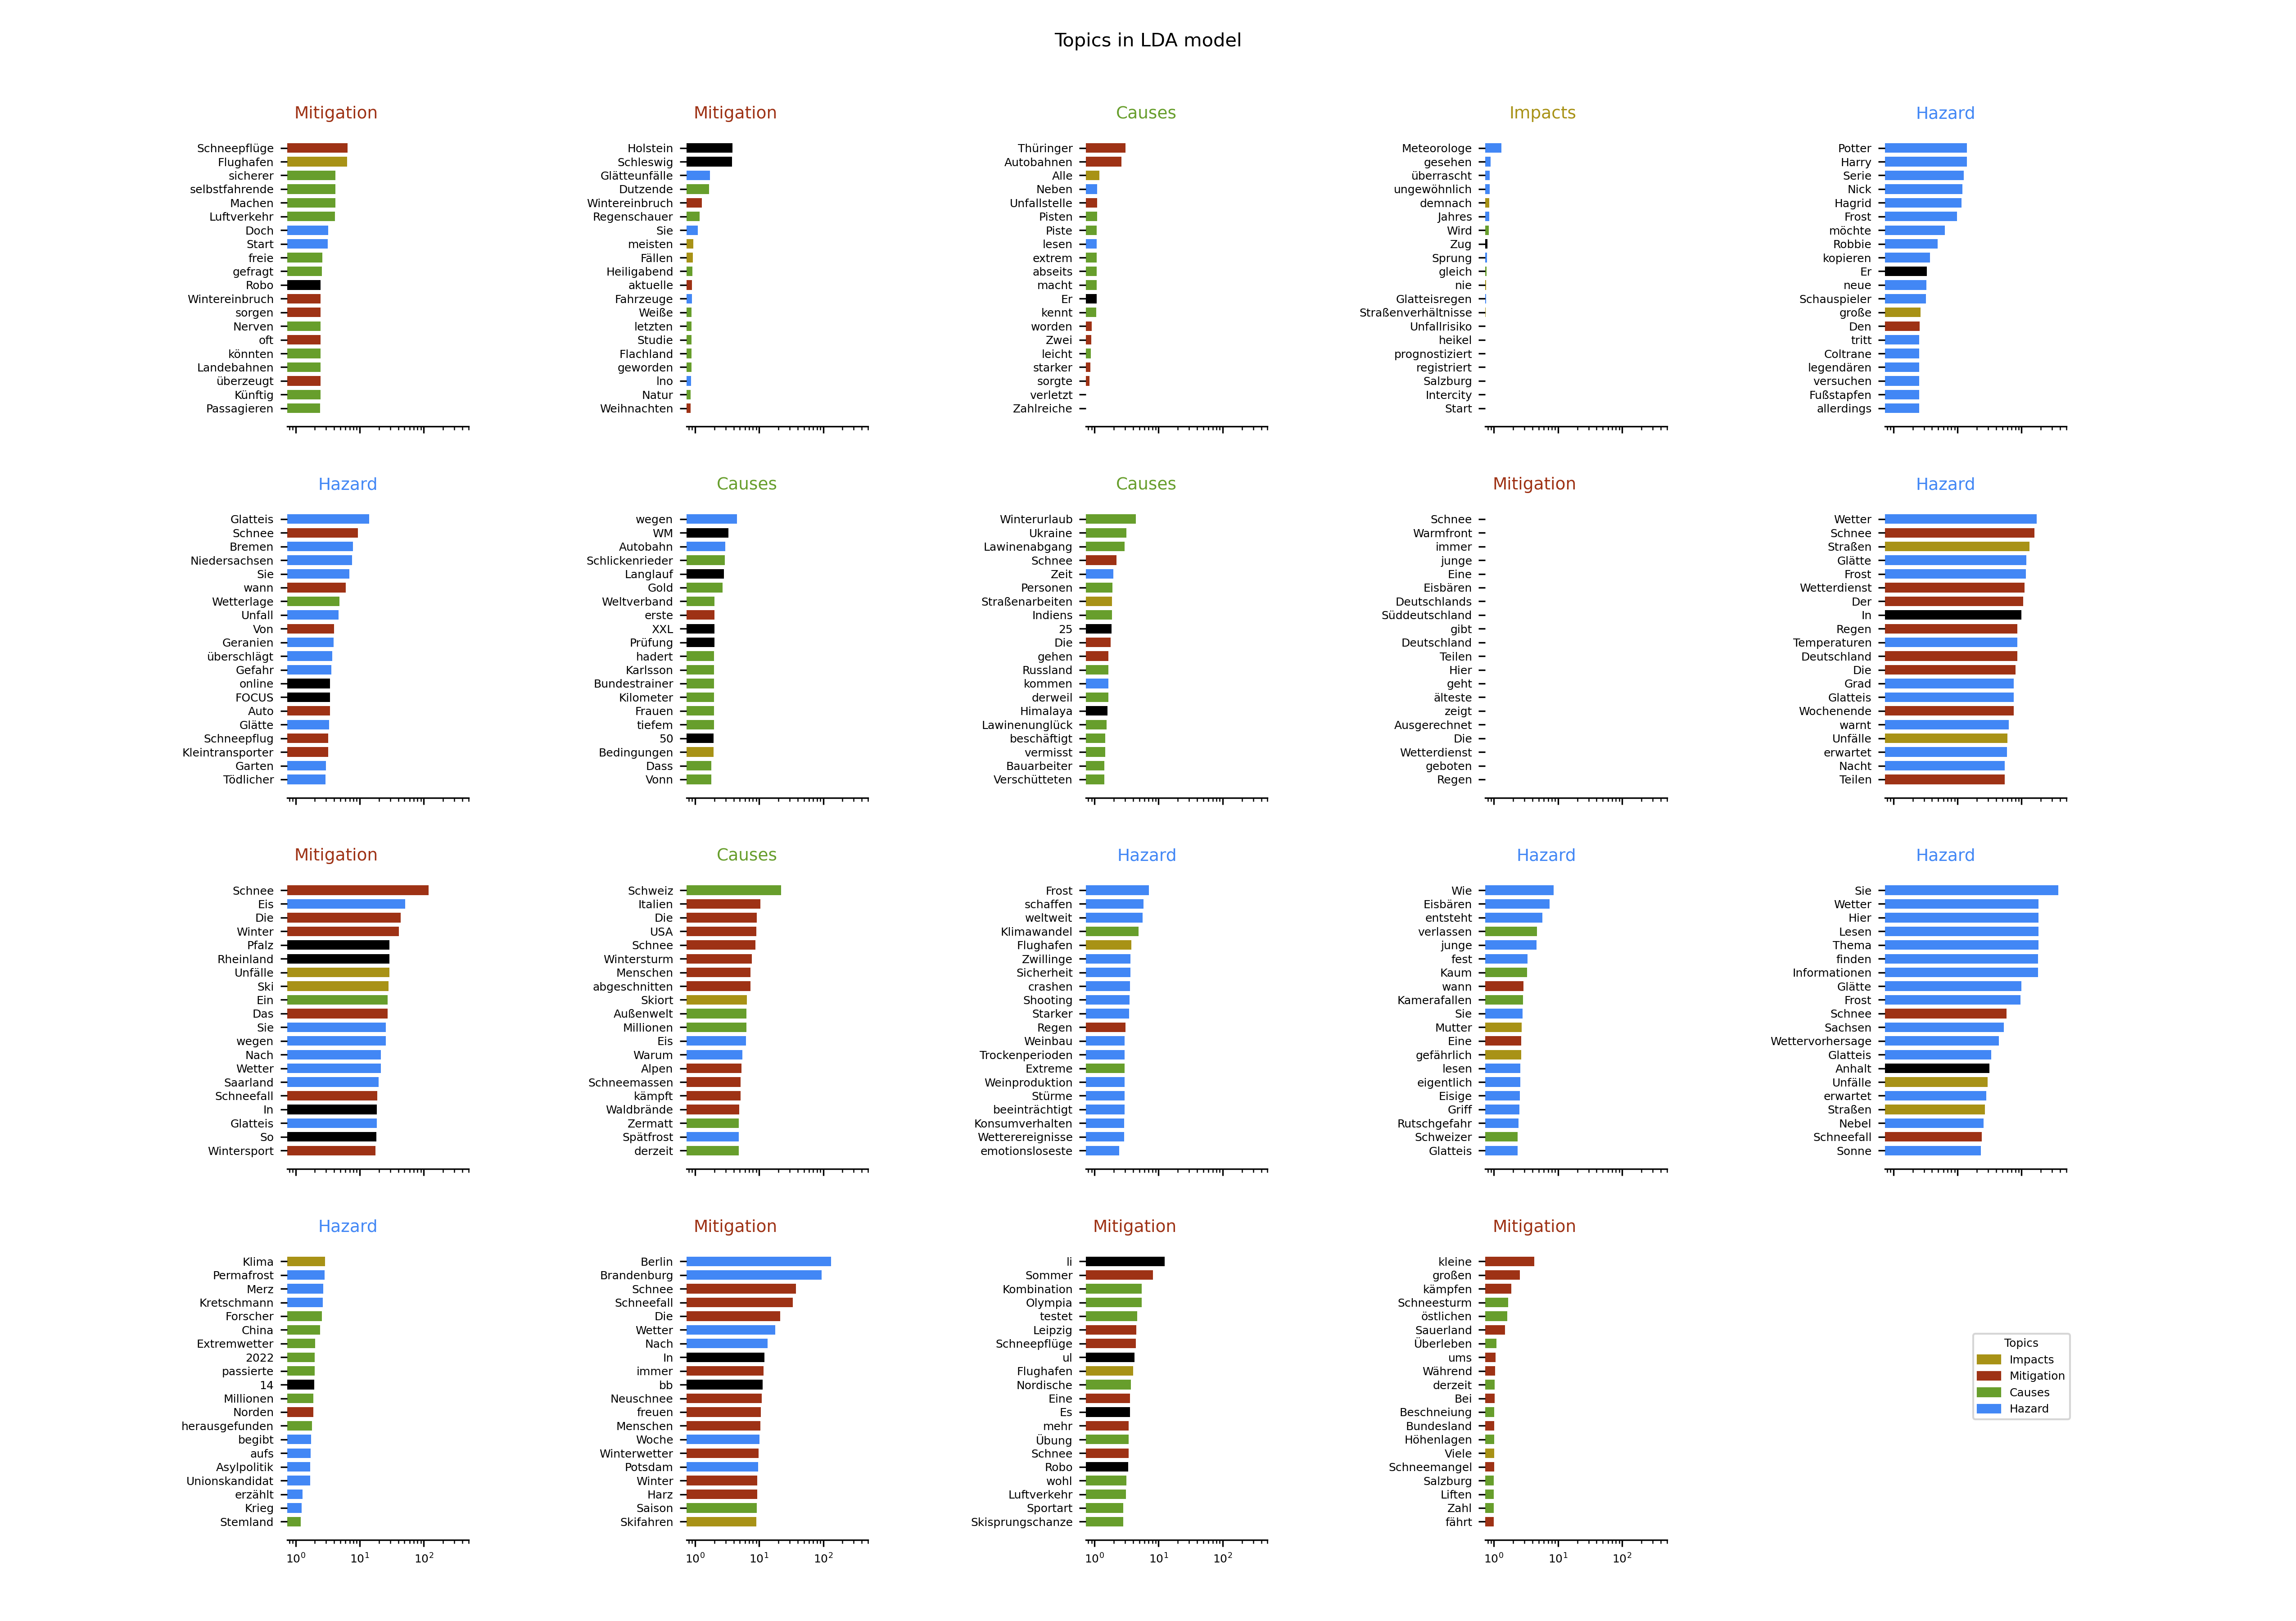 Topics in LDA model
Mitigation
Schneepflüge
Flughafen
sicherer
selbstfahrende
Machen
Luftverkehr
Doch
Start
freie
gefragt
Robo
Wintereinbruch
sorgen
Nerven
oft
könnten
Landebahnen
überzeugt
Künftig
Passagieren
Mitigation
Holstein
Schleswig
Glätteunfälle
Dutzende
Wintereinbruch
Regenschauer
Sie
meisten
Fällen
Heiligabend
aktuelle
Fahrzeuge
Weiße
letzten
Studie
Flachland
geworden
Ino
Natur
Weihnachten
Causes
Thüringer
Autobahnen
Alle
Neben
Unfallstelle
Pisten
Piste
lesen
extrem
abseits
macht
Er
kennt
worden
Zwei
leicht
starker
sorgte
verletzt
Zahlreiche
Impacts
Meteorologe
gesehen
überrascht
ungewöhnlich
demnach
Jahres
Wird
Zug
Sprung
gleich
nie
Glatteisregen
Straßenverhältnisse
Unfallrisiko
heikel
prognostiziert
registriert
Salzburg
Intercity
Start
Hazard
Potter
Harry
Serie
Nick
Hagrid
Frost
möchte
Robbie
kopieren
Er
neue
Schauspieler
große
Den
tritt
Coltrane
legendären
versuchen
Fußstapfen
allerdings
Hazard
Glatteis
Schnee
Bremen
Niedersachsen
Sie
wann
Wetterlage
Unfall
Von
Geranien
überschlägt
Gefahr
online
FOCUS
Auto
Glätte
Schneepflug
Kleintransporter
Garten
Tödlicher
Causes
wegen
WM
Autobahn
Schlickenrieder
Langlauf
Gold
Weltverband
erste
XXL
Prüfung
hadert
Karlsson
Bundestrainer
Kilometer
Frauen
tiefem
50
Bedingungen
Dass
Vonn
Causes
Winterurlaub
Ukraine
Lawinenabgang
Schnee
Zeit
Personen
Straßenarbeiten
Indiens
25
Die
gehen
Russland
kommen
derweil
Himalaya
Lawinenunglück
beschäftigt
vermisst
Bauarbeiter
Verschütteten
Mitigation
Schnee
Warmfront
immer
junge
Eine
Eisbären
Deutschlands
Süddeutschland
gibt
Deutschland
Teilen
Hier
geht
älteste
zeigt
Ausgerechnet
Die
Wetterdienst
geboten
Regen
Hazard
Wetter
Schnee
Straßen
Glätte
Frost
Wetterdienst
Der
In
Regen
Temperaturen
Deutschland
Die
Grad
Glatteis
Wochenende
warnt
Unfälle
erwartet
Nacht
Teilen
Mitigation
Schnee
Eis
Die
Winter
Pfalz
Rheinland
Unfälle
Ski
Ein
Das
Sie
wegen
Nach
Wetter
Saarland
Schneefall
In
Glatteis
So
Wintersport
Causes
Schweiz
Italien
Die
USA
Schnee
Wintersturm
Menschen
abgeschnitten
Skiort
Außenwelt
Millionen
Eis
Warum
Alpen
Schneemassen
kämpft
Waldbrände
Zermatt
Spätfrost
derzeit
Hazard
Frost
schaffen
weltweit
Klimawandel
Flughafen
Zwillinge
Sicherheit
crashen
Shooting
Starker
Regen
Weinbau
Trockenperioden
Extreme
Weinproduktion
Stürme
beeinträchtigt
Konsumverhalten
Wetterereignisse
emotionsloseste
Hazard
Wie
Eisbären
entsteht
verlassen
junge
fest
Kaum
wann
Kamerafallen
Sie
Mutter
Eine
gefährlich
lesen
eigentlich
Eisige
Griff
Rutschgefahr
Schweizer
Glatteis
Hazard
Sie
Wetter
Hier
Lesen
Thema
finden
Informationen
Glätte
Frost
Schnee
Sachsen
Wettervorhersage
Glatteis
Anhalt
Unfälle
erwartet
Straßen
Nebel
Schneefall
Sonne
Hazard
Klima
Permafrost
Merz
Kretschmann
Forscher
China
Extremwetter
2022
passierte
14
Millionen
Norden
herausgefunden
begibt
aufs
Asylpolitik
Unionskandidat
erzählt
Krieg
Stemland
10⁰ 10¹ 10²
Mitigation
Berlin
Brandenburg
Schnee
Schneefall
Die
Wetter
Nach
In
immer
bb
Neuschnee
freuen
Menschen
Woche
Winterwetter
Potsdam
Winter
Harz
Saison
Skifahren
10⁰ 10¹ 10²
Mitigation
li
Sommer
Kombination
Olympia
testet
Leipzig
Schneepflüge
ul
Flughafen
Nordische
Eine
Es
mehr
Übung
Schnee
Robo
wohl
Luftverkehr
Sportart
Skisprungschanze
10⁰ 10¹ 10²
Mitigation
kleine
großen
kämpfen
Schneesturm
östlichen
Sauerland
Überleben
ums
Während
derzeit
Bei
Beschneiung
Bundesland
Höhenlagen
Viele
Schneemangel
Salzburg
Liften
Zahl
fährt
10⁰ 10¹ 10²
Topics
Impacts
Mitigation
Causes
Hazard